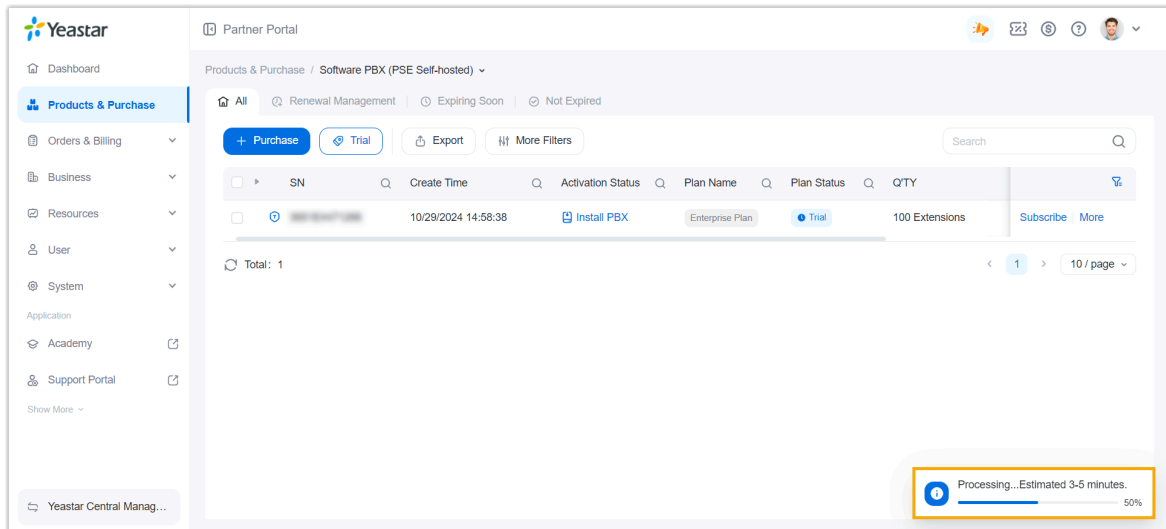 Yeastar
Partner Portal
Dashboard
Products & Purchase
Orders & Billing
Business
Resources
User
System
Application
Academy
Support Portal
Show More
Yeastar Central Manag...
Products & Purchase / Software PBX (PSE Self-hosted)
All Renewal Management Expiring Soon Not Expired
+ Purchase Trial Export More Filters Search
SN Create Time Activation Status Plan Name Plan Status Q'TY
10/29/2024 14:58:38 Install PBX Enterprise Plan Trial 100 Extensions Subscribe More
Total: 1 < 1 > 10 / page
Processing...Estimated 3-5 minutes.
50%